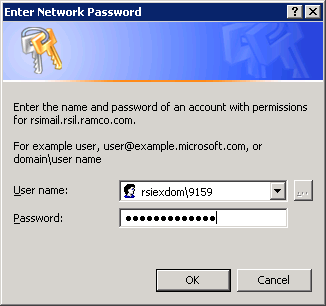 Enter Network Password
Enter the name and password of an account with permissions
for rsimail.rsil.ramco.com.
For example user, user@example.microsoft.com, or
domain\user name
User name:
rsiexdom\9159
...
Password:
●●●●●●●●●●●●●
OK
Cancel